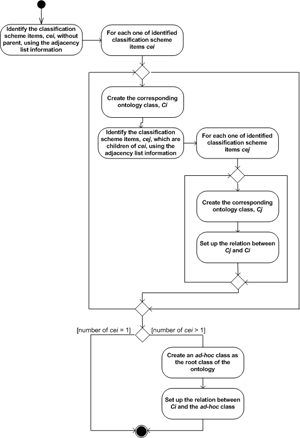 Identify the classification
scheme items, cei, without
parent, using the adjacency
list information
For each one of identified
classification scheme
items cei
Create the corresponding
ontology class, Ci
Identify the classification
scheme items, cej, which are
children of cei, using the
adjacency list information
For each one of identified
classification scheme
items cej
Create the corresponding
ontology class, Cj
Set up the relation between
Cj and Ci
[number of cei = 1]
[number of cei > 1]
Create an ad-hoc class as
the root class of the
ontology
Set up the relation between
Ci and the ad-hoc class